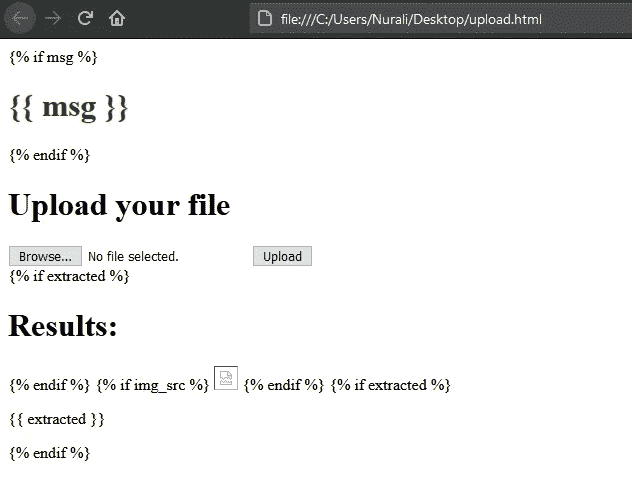 file:///C:/Users/Nurali/Desktop/upload.html
{% if msg %}
{{ msg }}
{% endif %}
Upload your file
Browse... No file selected. Upload
{% if extracted %}
Results:
{% endif %} {% if img_src %} {% endif %} {% if extracted %}
{{ extracted }}
{% endif %}